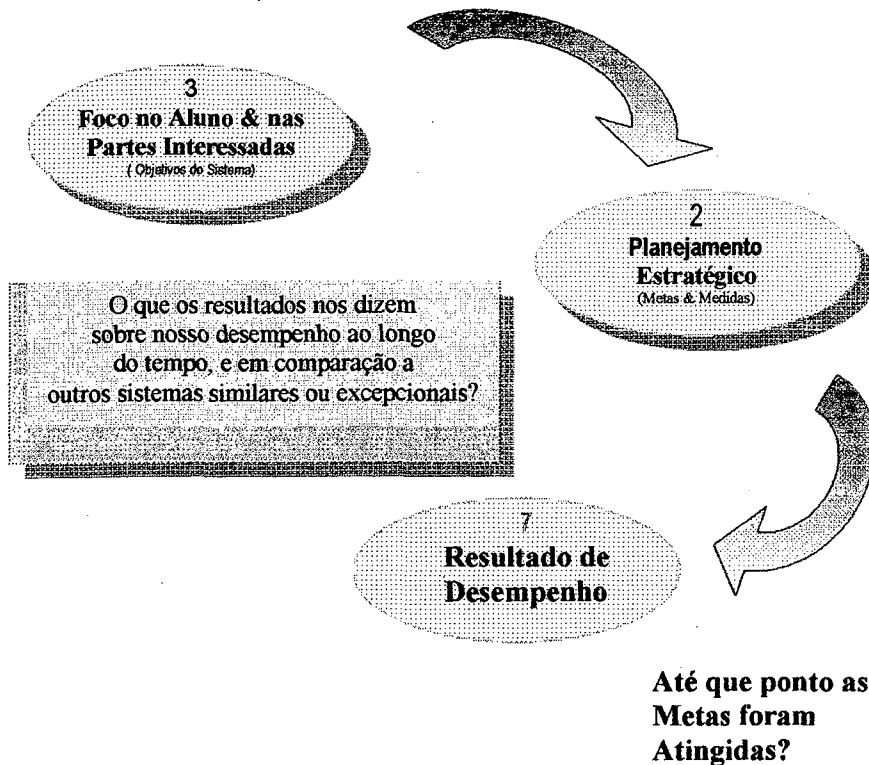 3
Foco no Aluno & nas
Partes Interessadas
( Objetivos do Sistema)
2
Planejamento
Estratégico
(Metas & Medidas)
O que os resultados nos dizem
sobre nosso desempenho ao longo
do tempo, e em comparação a
outros sistemas similares ou excepcionais?
7
Resultado de
Desempenho
Até que ponto as
Metas foram
Atingidas?